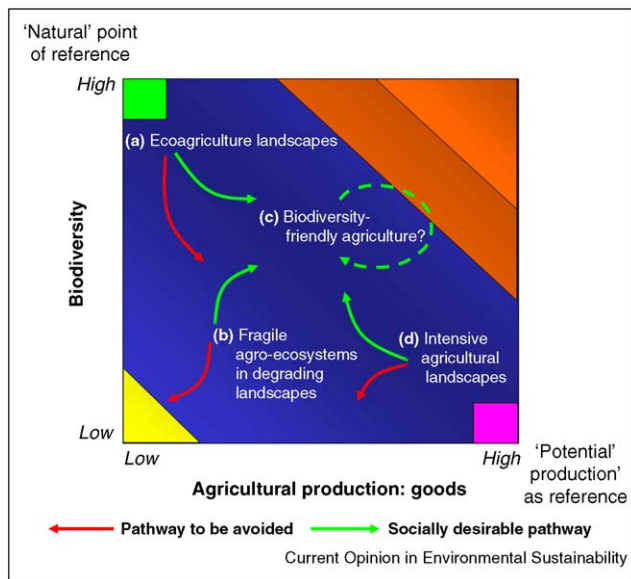 ‘Natural’ point
of reference
High
(a) Ecoagriculture landscapes
(c) Biodiversity-
friendly agriculture?
Biodiversity
(b) Fragile
agro-ecosystems
in degrading
landscapes
(d) Intensive
agricultural
landscapes
Low
Low
High
‘Potential’
production’
as reference
Agricultural production: goods
Pathway to be avoided
Socially desirable pathway
Current Opinion in Environmental Sustainability